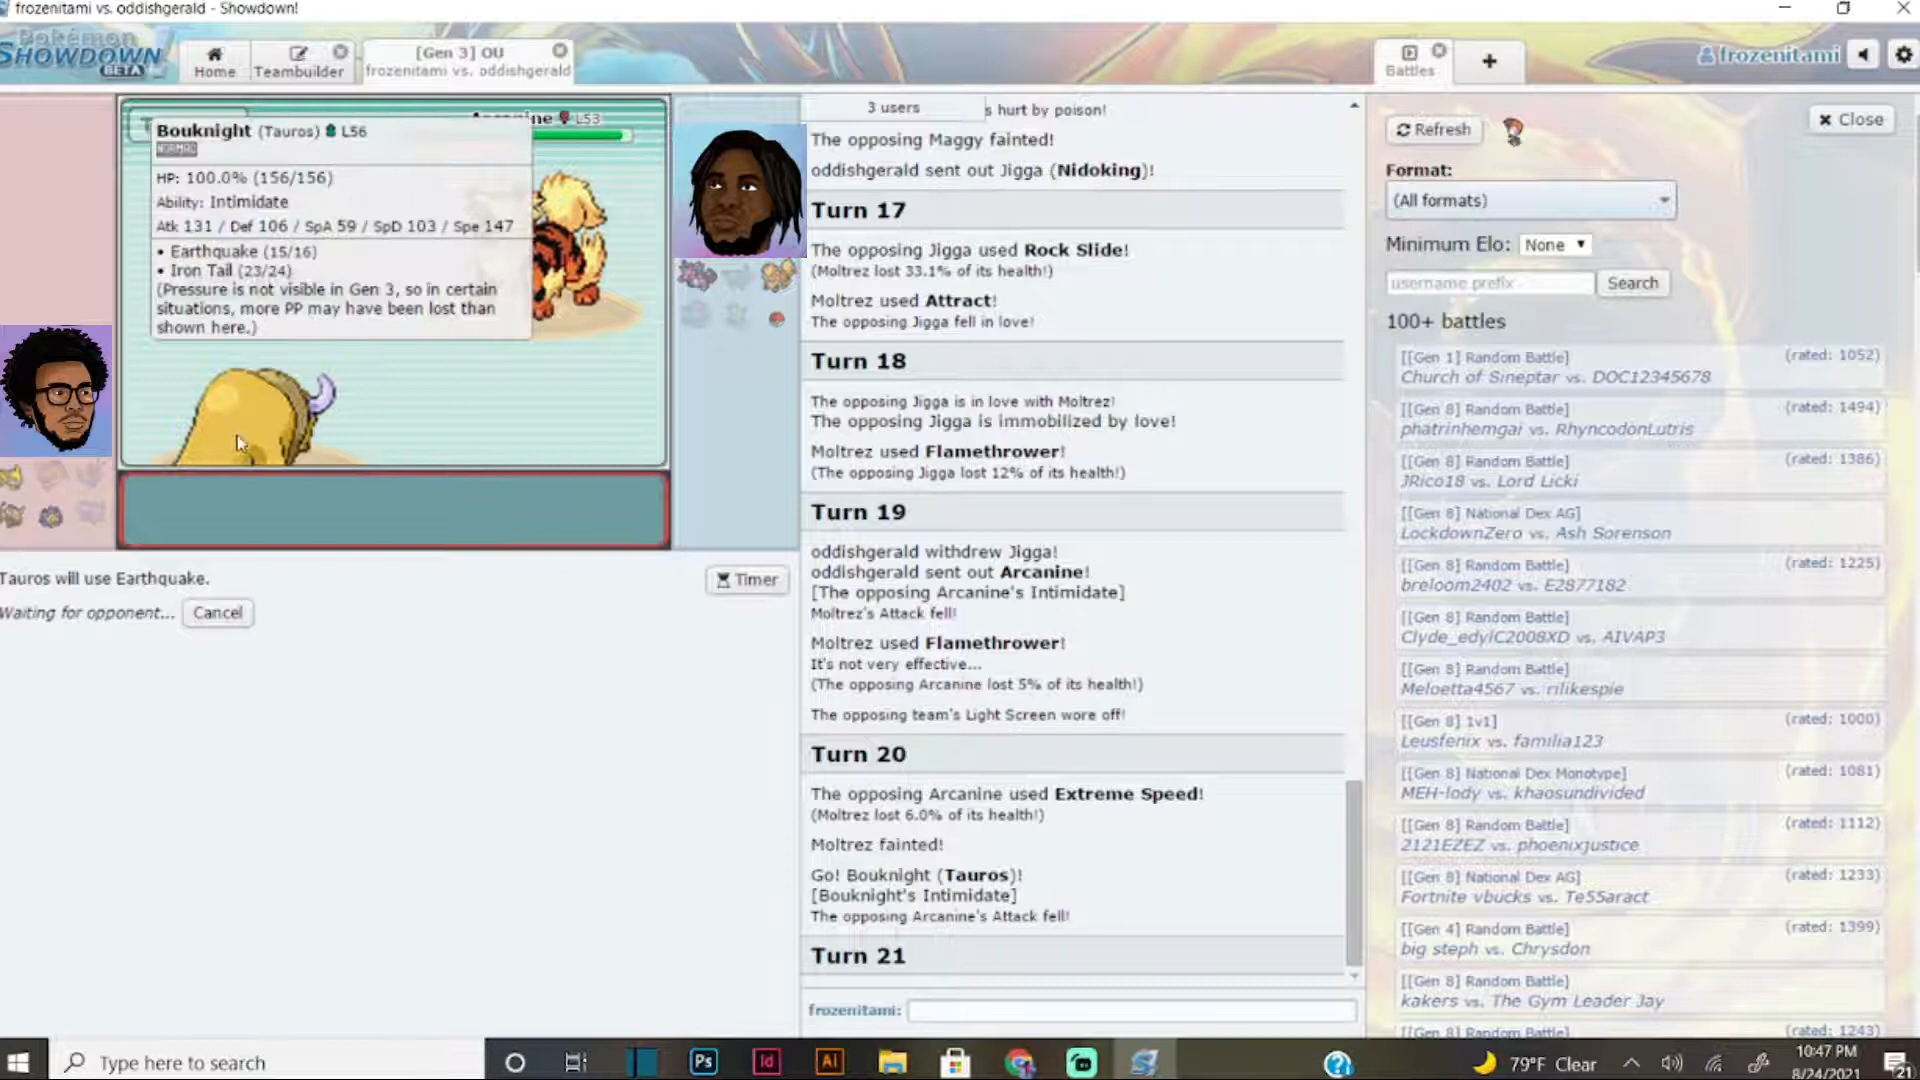 frozenitami vs. oddishgerald - Showdown!
Pokémon
SHOWDOWN
BETA
Home
Teambuilder
[Gen 3] OU
frozenitami vs. oddishgerald
Battles
+
frozenitami
Bouknight (Tauros) L56
NORMAL
HP: 100.0% (156/156)
Ability: Intimidate
Atk 131 / Def 106 / SpA 59 / SpD 103 / Spe 147
• Earthquake (15/16)
• Iron Tail (23/24)
(Pressure is not visible in Gen 3, so in certain
situations, more PP may have been lost than
shown here.)
L53
Tauros will use Earthquake.
Waiting for opponent... Cancel
Timer
3 users
s hurt by poison!
The opposing Maggy fainted!
oddishgerald sent out Jigga (Nidoking)!
Turn 17
The opposing Jigga used Rock Slide!
(Moltrez lost 33.1% of its health!)
Moltrez used Attract!
The opposing Jigga fell in love!
Turn 18
The opposing Jigga is in love with Moltrez!
The opposing Jigga is immobilized by love!
Moltrez used Flamethrower!
(The opposing Jigga lost 12% of its health!)
Turn 19
oddishgerald withdrew Jigga!
oddishgerald sent out Arcanine!
[The opposing Arcanine's Intimidate]
Moltrez's Attack fell!
Moltrez used Flamethrower!
It's not very effective...
(The opposing Arcanine lost 5% of its health!)
The opposing team's Light Screen wore off!
Turn 20
The opposing Arcanine used Extreme Speed!
(Moltrez lost 6.0% of its health!)
Moltrez fainted!
Go! Bouknight (Tauros)!
[Bouknight's Intimidate]
The opposing Arcanine's Attack fell!
Turn 21
frozenitami:
Refresh
Close
Format:
(All formats)
Minimum Elo: None
username prefix
Search
100+ battles
[[Gen 1] Random Battle] (rated: 1052)
Church of Sineptar vs. DOC12345678
[[Gen 8] Random Battle] (rated: 1494)
phatrinhemgai vs. RhyncodonLutris
[[Gen 8] Random Battle] (rated: 1386)
JRico18 vs. Lord Licki
[[Gen 8] National Dex AG]
LockdownZero vs. Ash Sorenson
[[Gen 8] Random Battle] (rated: 1225)
breloom2402 vs. E2877182
[[Gen 8] Random Battle]
Clyde_edylC2008XD vs. AIVAP3
[[Gen 8] Random Battle]
Meloetta4567 vs. rilikespie
[[Gen 8] 1v1] (rated: 1000)
Leusfenix vs. familia123
[[Gen 8] National Dex Monotype] (rated: 1081)
MEH-lody vs. khaosundivided
[[Gen 8] Random Battle] (rated: 1112)
2121EZEZ vs. phoenixjustice
[[Gen 8] National Dex AG] (rated: 1233)
Fortnite vbucks vs. Te55aract
[[Gen 4] Random Battle] (rated: 1399)
big steph vs. Chrysdon
[[Gen 8] Random Battle]
kakers vs. The Gym Leader Jay
[[Gen 8] Random Battle] (rated: 1243)
Type here to search
Ps
Id
Ai
79°F Clear
10:47 PM
8/24/2021
21